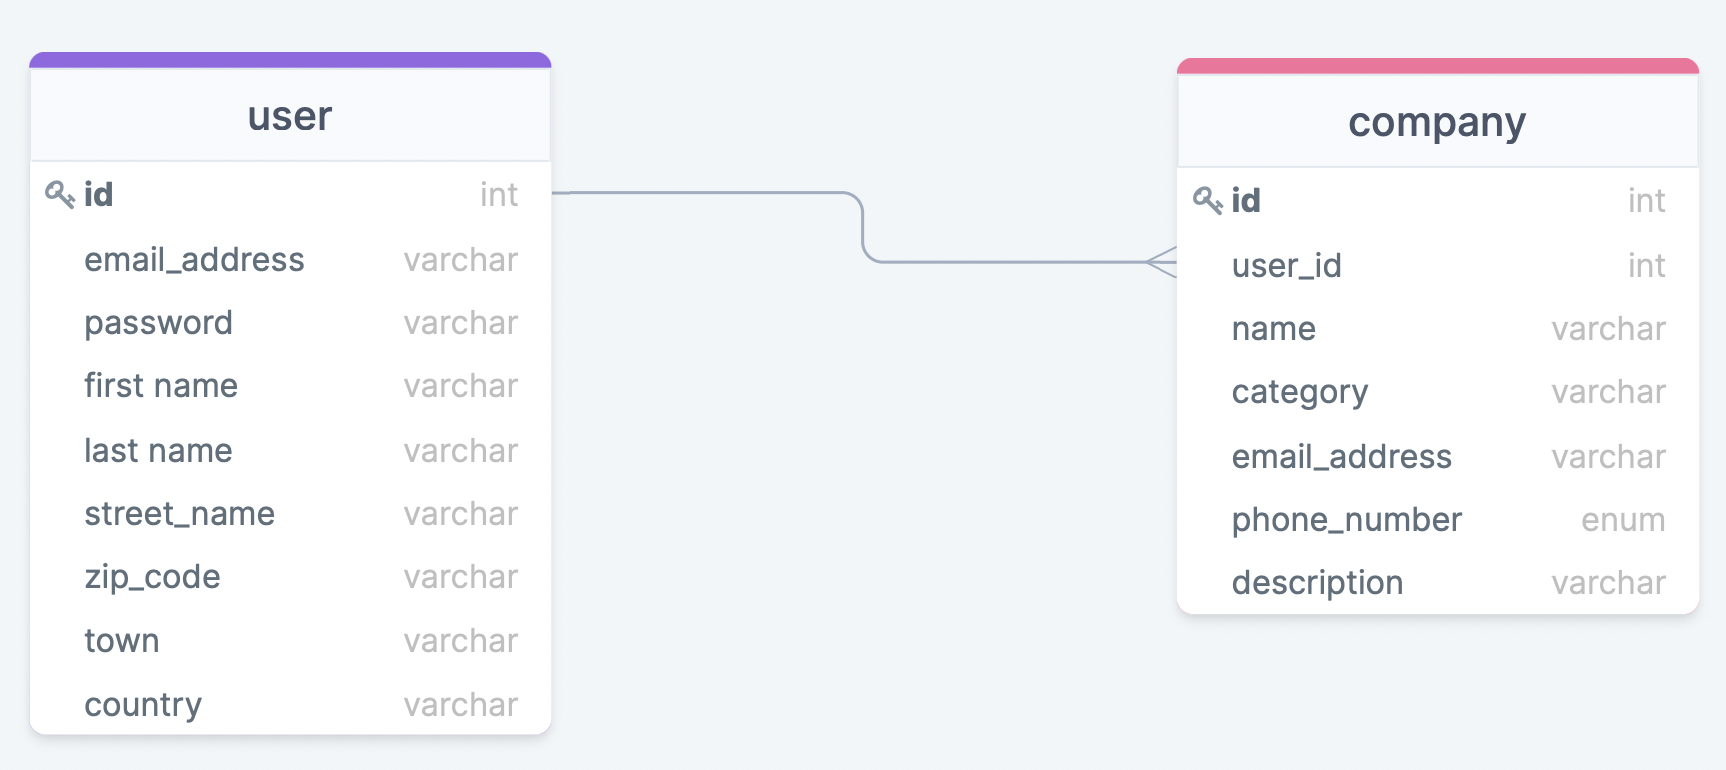 user
id int
email_address varchar
password varchar
first name varchar
last name varchar
street_name varchar
zip_code varchar
town varchar
country varchar
company
id int
user_id int
name varchar
category varchar
email_address varchar
phone_number enum
description varchar